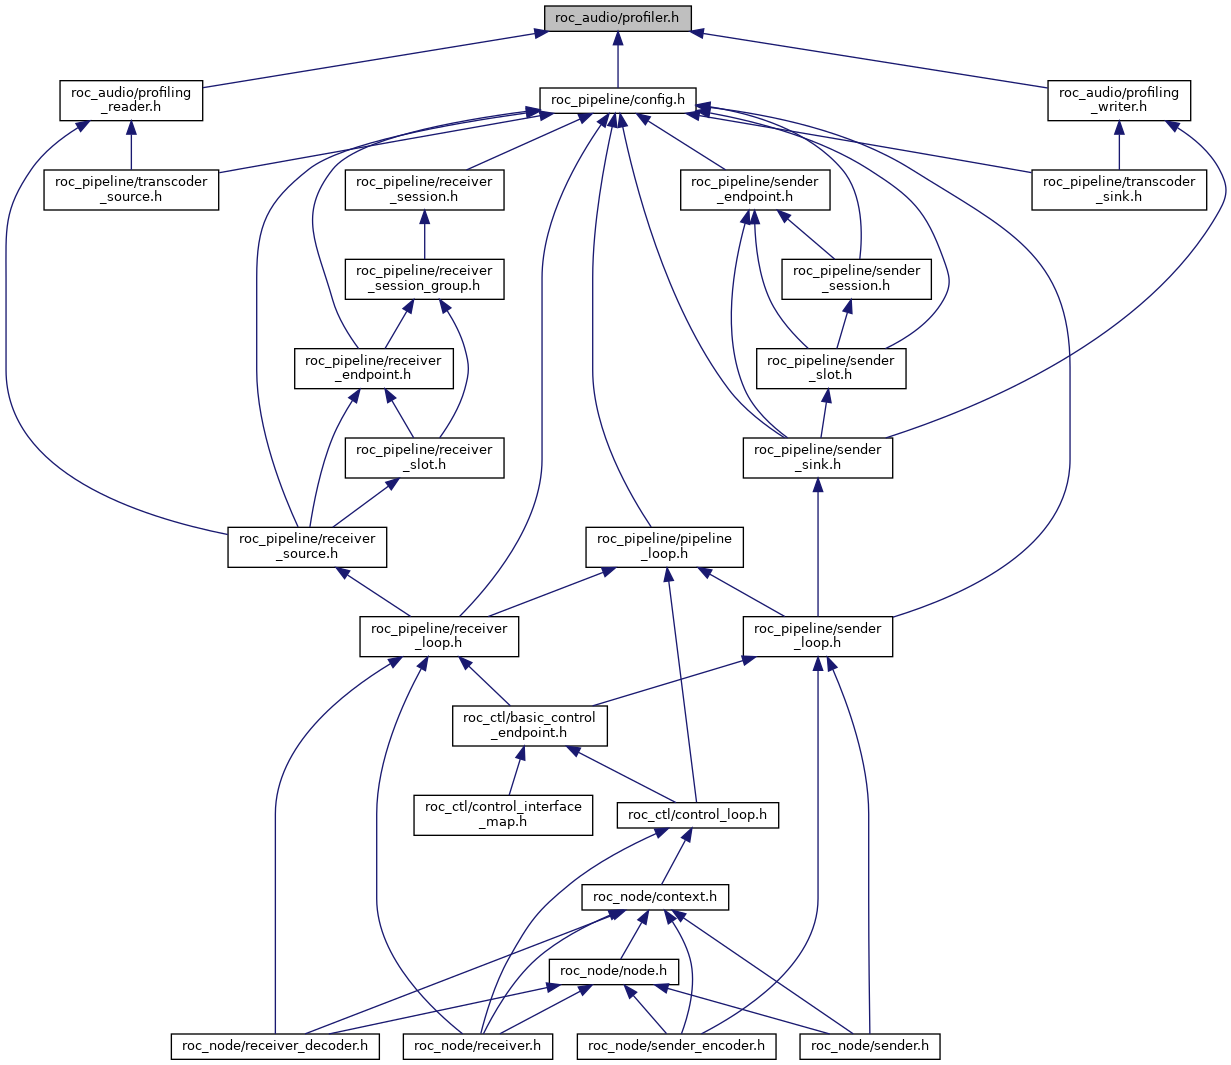 roc_audio/profiler.h
roc_audio/profiling
_reader.h
roc_pipeline/config.h
roc_audio/profiling
_writer.h
roc_pipeline/transcoder
_source.h
roc_pipeline/receiver
_session.h
roc_pipeline/sender
_endpoint.h
roc_pipeline/transcoder
_sink.h
roc_pipeline/receiver
_session_group.h
roc_pipeline/sender
_session.h
roc_pipeline/receiver
_endpoint.h
roc_pipeline/sender
_slot.h
roc_pipeline/receiver
_slot.h
roc_pipeline/sender
_sink.h
roc_pipeline/receiver
_source.h
roc_pipeline/pipeline
_loop.h
roc_pipeline/receiver
_loop.h
roc_pipeline/sender
_loop.h
roc_ctl/basic_control
_endpoint.h
roc_ctl/control_interface
_map.h
roc_ctl/control_loop.h
roc_node/context.h
roc_node/node.h
roc_node/receiver_decoder.h
roc_node/receiver.h
roc_node/sender_encoder.h
roc_node/sender.h